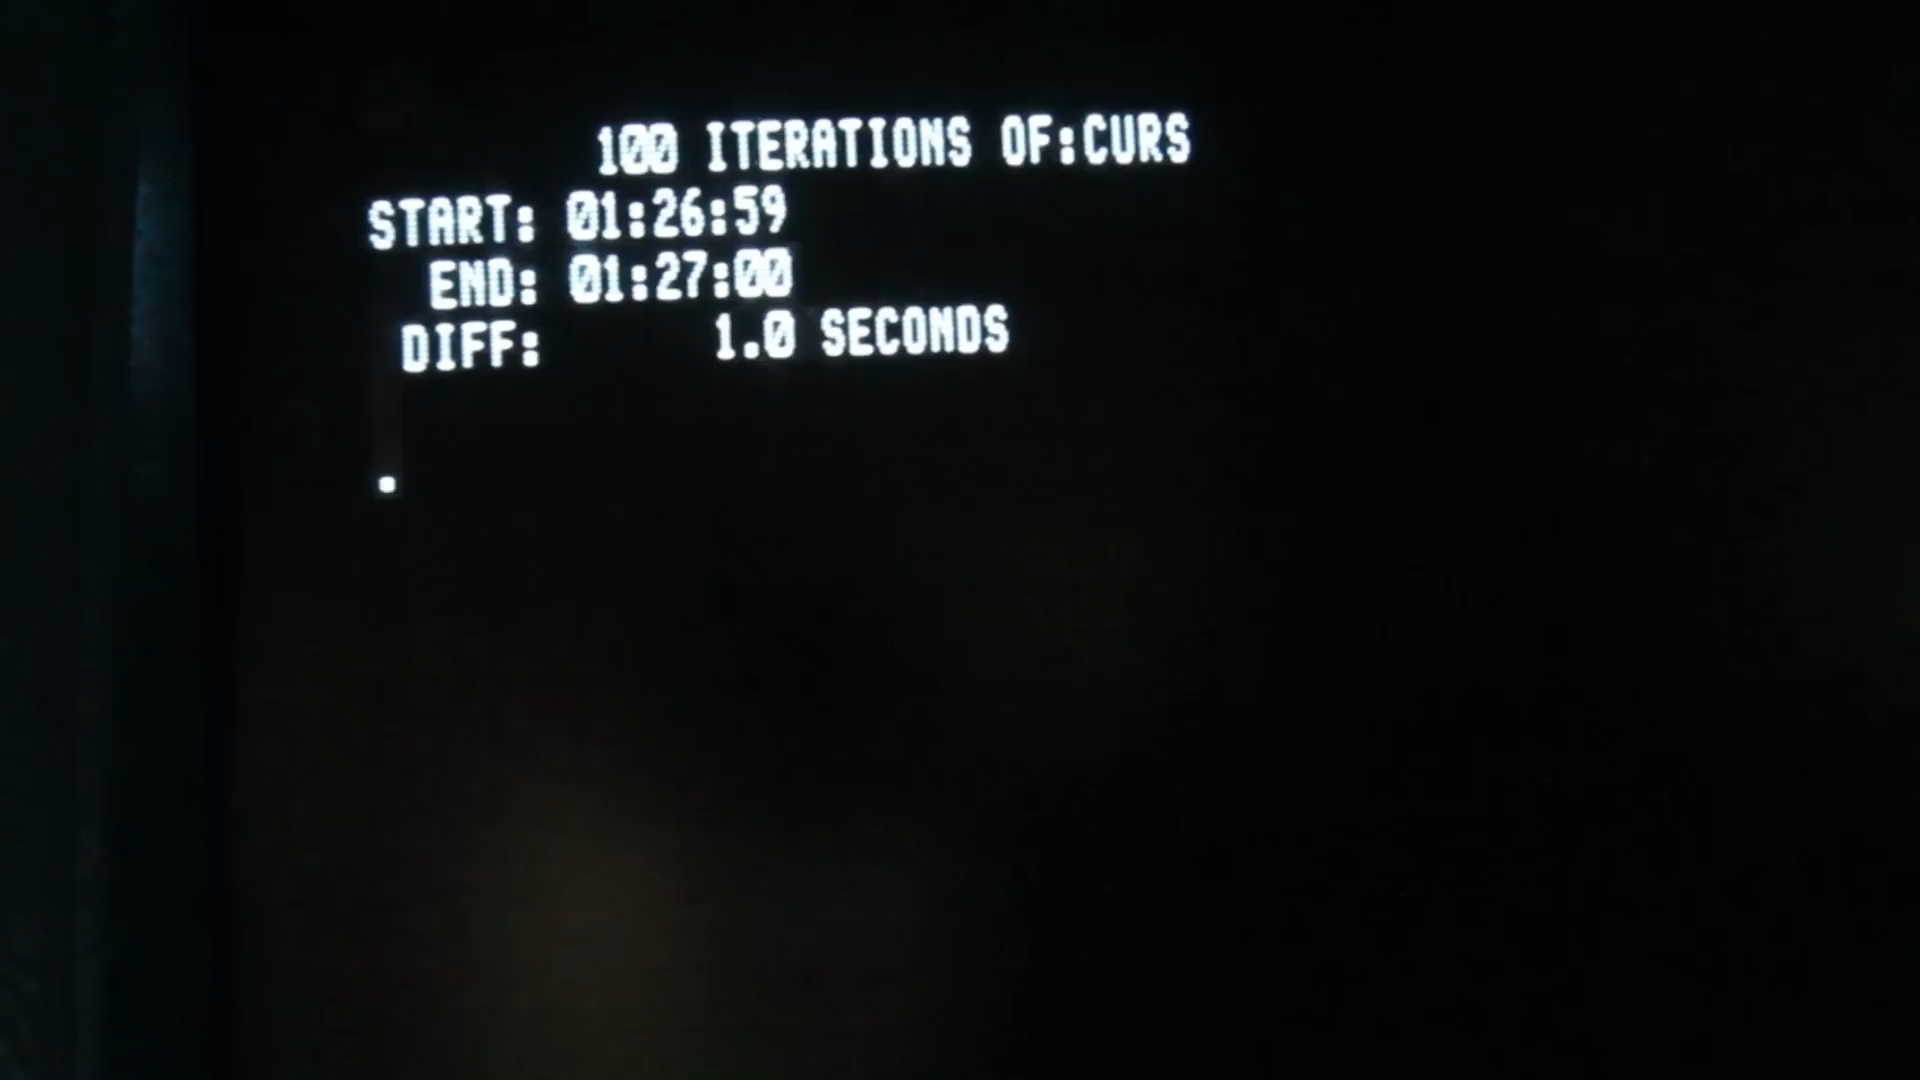 100 ITERATIONS OF:CURS
START: 01:26:59
END: 01:27:00
DIFF: 1.0 SECONDS